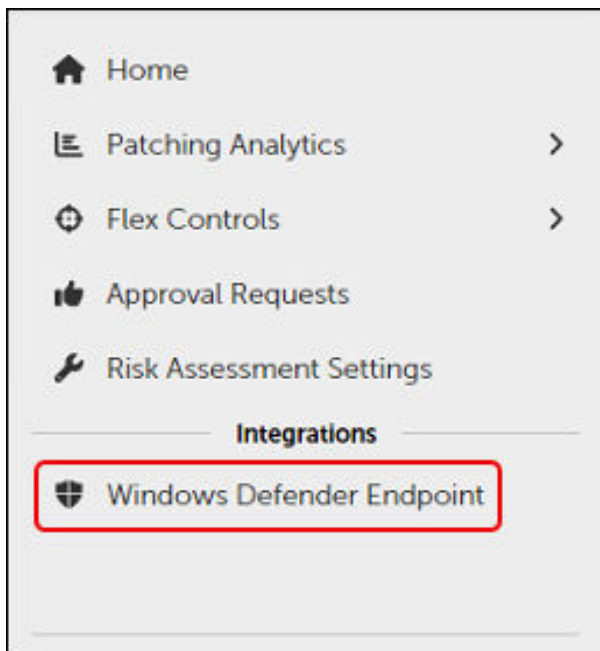 Home
Patching Analytics
Flex Controls
Approval Requests
Risk Assessment Settings
Integrations
Windows Defender Endpoint